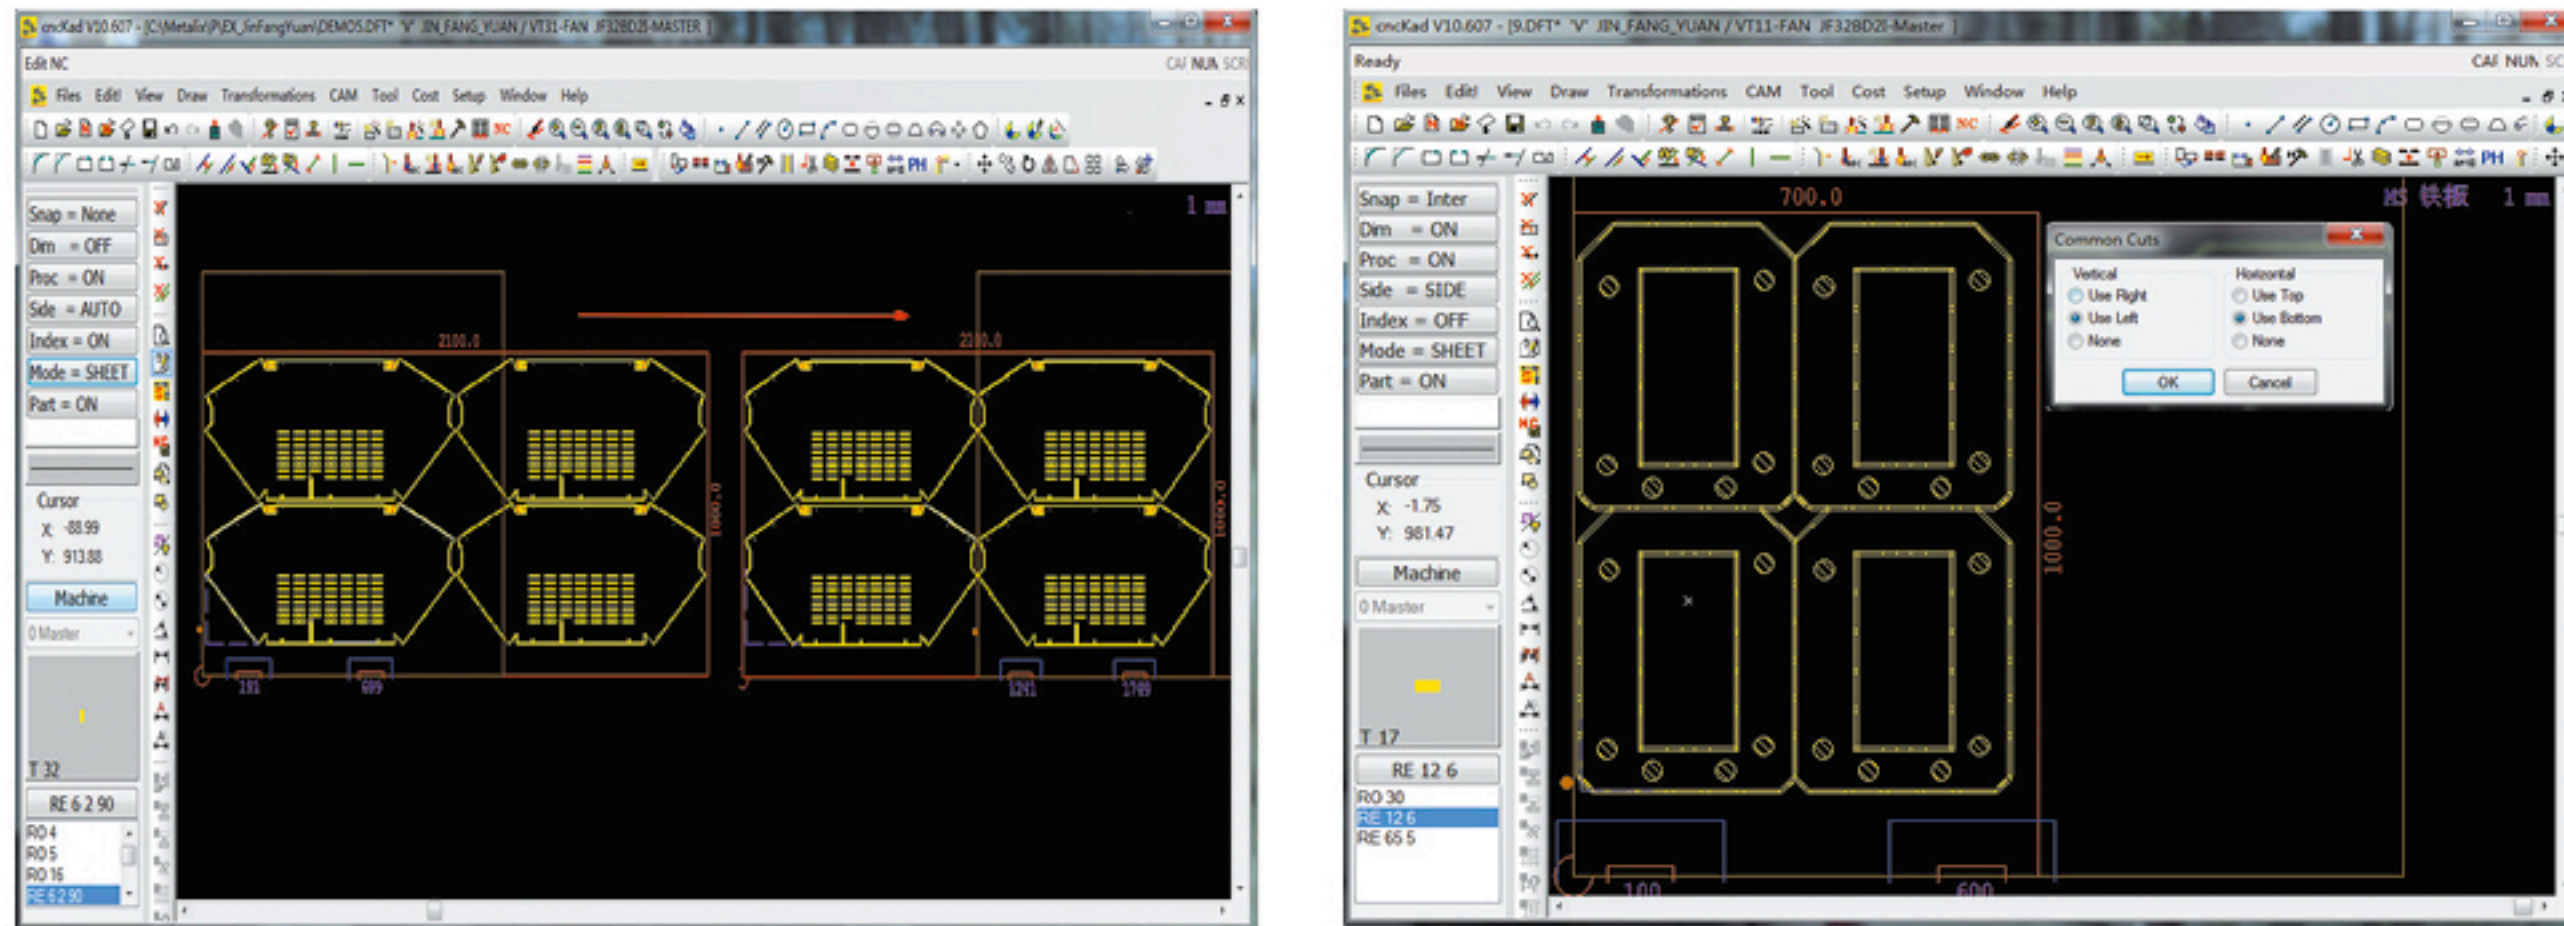 cncKad V10.607 - [C:\Metalix\P\EX_JinFangYuan\DEMO5.DFT* "V" JIN_FANG_YUAN / VT31-FAN JF32BD2I-MASTER ]
Edit NC
NUM SCR
Files Edit! View Draw Transformations CAM Tool Cost Setup Window Help
NC
PH
Snap = None
Dim = OFF
Proc = ON
Side = AUTO
Index = ON
Mode = SHEET
Part = ON
Cursor
X: -88.99
Y: 913.88
Machine
0 Master
T 32
RE 6 2 90
RO 4
RO 5
RO 16
RE 6 2 90
1 mm
2100.0
2100.0
1000.0
1000.0
191
699
1241
1749
cncKad V10.607 - [9.DFT* "V" JIN_FANG_YUAN / VT11-FAN JF32BD2I-Master ]
Ready
NUM SC
Files Edit! View Draw Transformations CAM Tool Cost Setup Window Help
NC
PH
Snap = Inter
Dim = ON
Proc = ON
Side = SIDE
Index = OFF
Mode = SHEET
Part = ON
Cursor
X: -1.75
Y: 981.47
Machine
0 Master
T 17
RE 12 6
RO 30
RE 12 6
RE 65 5
700.0
MS 铁板 1 mm
Common Cuts
Vertical
Use Right
Use Left
None
Horizontal
Use Top
Use Bottom
None
OK
Cancel
1000.0
100
600